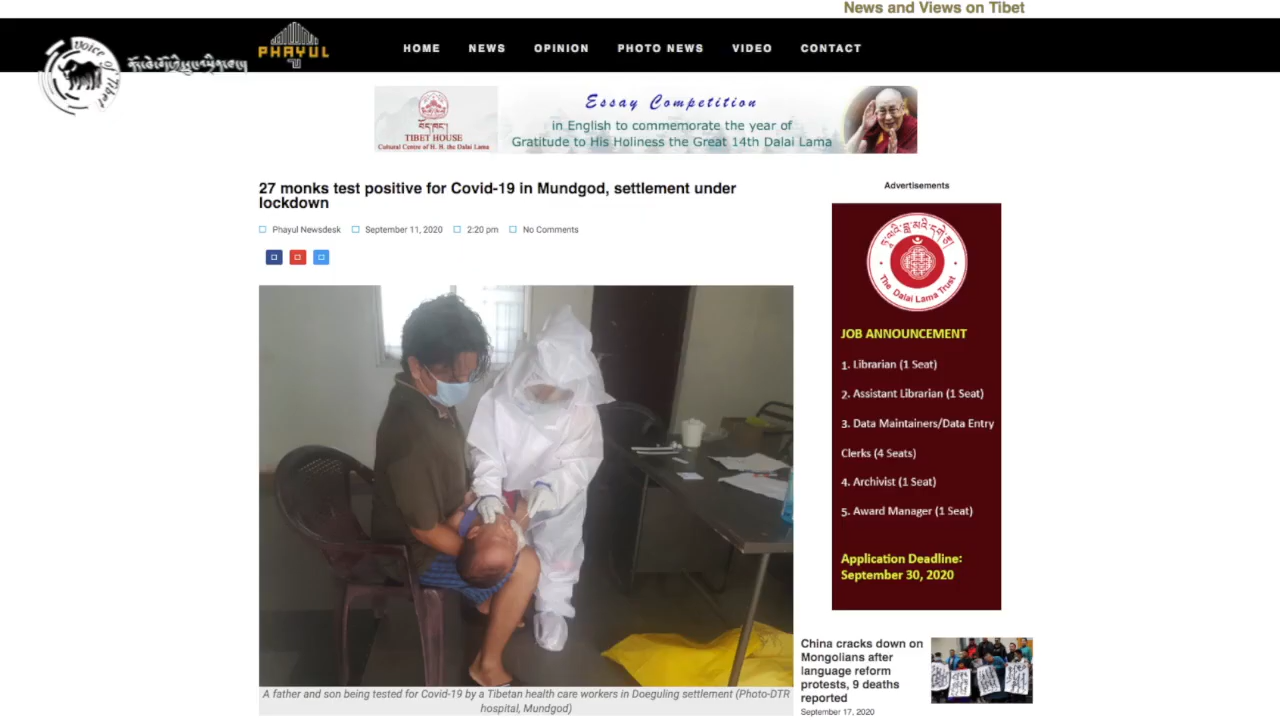 News and Views on Tibet
Voice of Tibet
PHAYUL
HOME NEWS OPINION PHOTO NEWS VIDEO CONTACT
བོད་ཁང་
TIBET HOUSE
Cultural Centre of H. H. the Dalai Lama
Essay Competition
in English to commemorate the year of
Gratitude to His Holiness the Great 14th Dalai Lama
27 monks test positive for Covid-19 in Mundgod, settlement under
lockdown
Phayul Newsdesk September 11, 2020 2:20 pm No Comments
A father and son being tested for Covid-19 by a Tibetan health care workers in Doeguling settlement (Photo-DTR
hospital, Mundgod)
Advertisements
The Dalai Lama Trust
JOB ANNOUNCEMENT
1. Librarian (1 Seat)
2. Assistant Librarian (1 Seat)
3. Data Maintainers/Data Entry
Clerks (4 Seats)
4. Archivist (1 Seat)
5. Award Manager (1 Seat)
Application Deadline:
September 30, 2020
China cracks down on
Mongolians after
language reform
protests, 9 deaths
reported
September 17, 2020